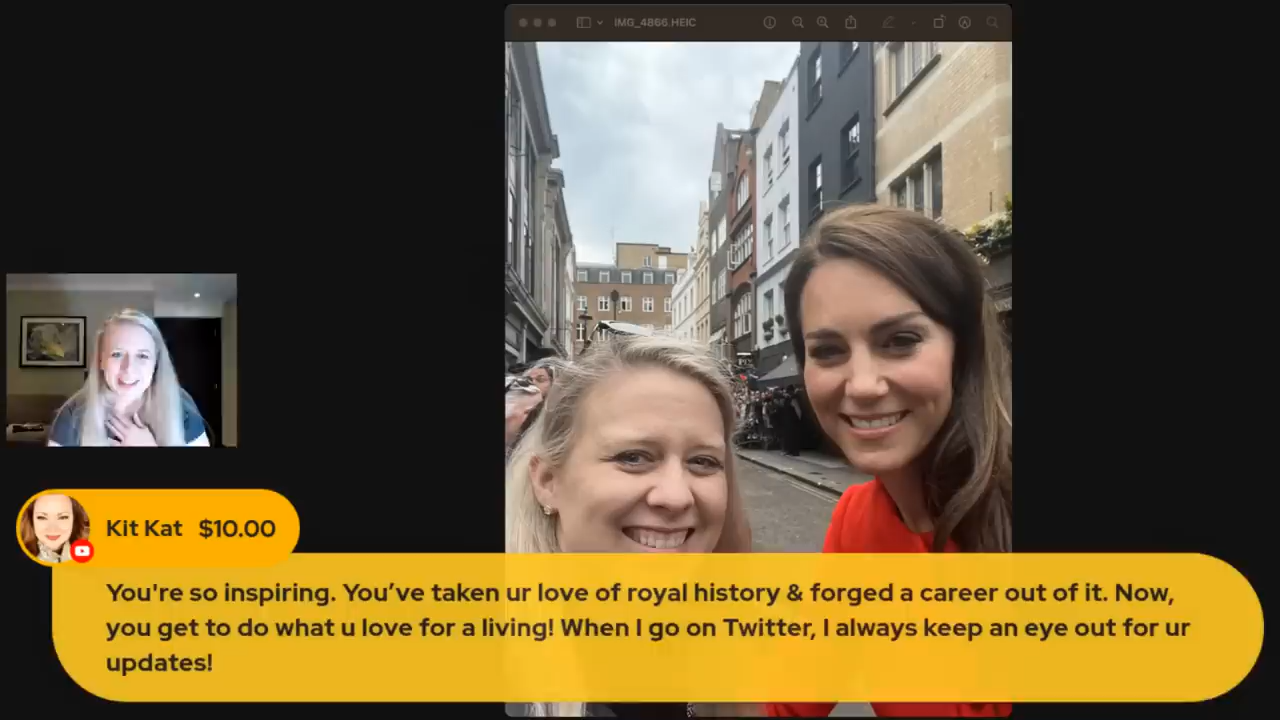 IMG_4866.HEIC
Kit Kat $10.00
You're so inspiring. You’ve taken ur love of royal history & forged a career out of it. Now,
you get to do what u love for a living! When I go on Twitter, I always keep an eye out for ur
updates!